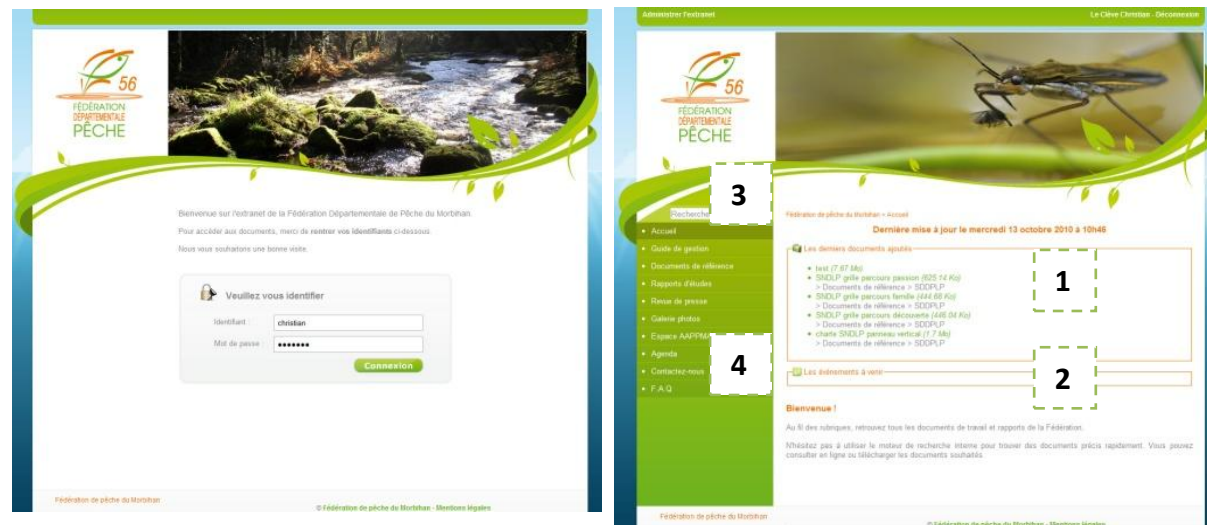 56
FÉDÉRATION
DÉPARTEMENTALE
PÊCHE
Bienvenue sur l'extranet de la Fédération Départementale de Pêche du Morbihan.
Pour accéder aux documents, merci de rentrer vos identifiants ci-dessous.
Nous vous souhaitons une bonne visite.
Veuillez vous identifier
Identifiant : christian
Mot de passe : •••••••
Connexion
Fédération de pêche du Morbihan
© Fédération de pêche du Morbihan - Mentions légales
Administrer l'extranet
Le Clève Christian - Déconnexion
56
FÉDÉRATION
DÉPARTEMENTALE
PÊCHE
3
Recherche
Accueil
Guide de gestion
Documents de référence
Rapports d'études
Revue de presse
Galerie photos
Espace AAPPMA
Agenda
Contactez-nous
F.A.Q
4
Fédération de pêche du Morbihan > Accueil
Dernière mise à jour le mercredi 13 octobre 2010 à 10h46
Les derniers documents ajoutés
test (7.67 Mo)
SNDLP grille parcours passion (625.14 Ko)
> Documents de référence > SDDPLP
SNDLP grille parcours famille (444.68 Ko)
> Documents de référence > SDDPLP
SNDLP grille parcours découverte (446.04 Ko)
> Documents de référence > SDDPLP
charte SNDLP panneau vertical (1.7 Mo)
> Documents de référence > SDDPLP
1
Les événements à venir
2
Bienvenue !
Au fil des rubriques, retrouvez tous les documents de travail et rapports de la Fédération.
N'hésitez pas à utiliser le moteur de recherche interne pour trouver des documents précis rapidement. Vous pouvez
consulter en ligne ou télécharger les documents souhaités.
Fédération de pêche du Morbihan
© Fédération de pêche du Morbihan - Mentions légales